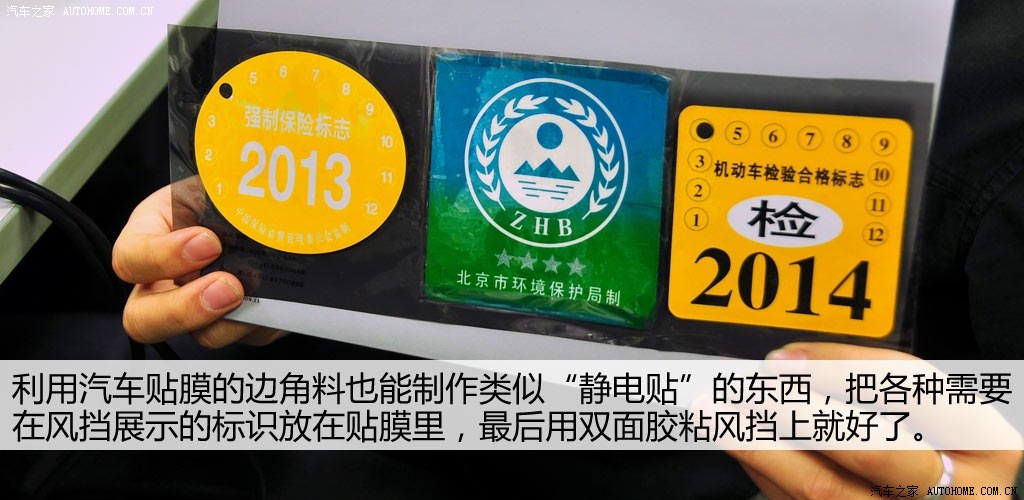 汽车之家 AUTOHOME.COM.CN
强制保险标志
2013
1 2 3 5 6 7 8 9 10 11 12
ZHB
北京市环境保护局制
1 2 3 5 6 7 8 9 10 11 12
机动车检验合格标志
检
2014
利用汽车贴膜的边角料也能制作类似“静电贴”的东西，把各种需要
在风挡展示的标识放在贴膜里，最后用双面胶粘风挡上就好了。
汽车之家 AUTOHOME.COM.CN